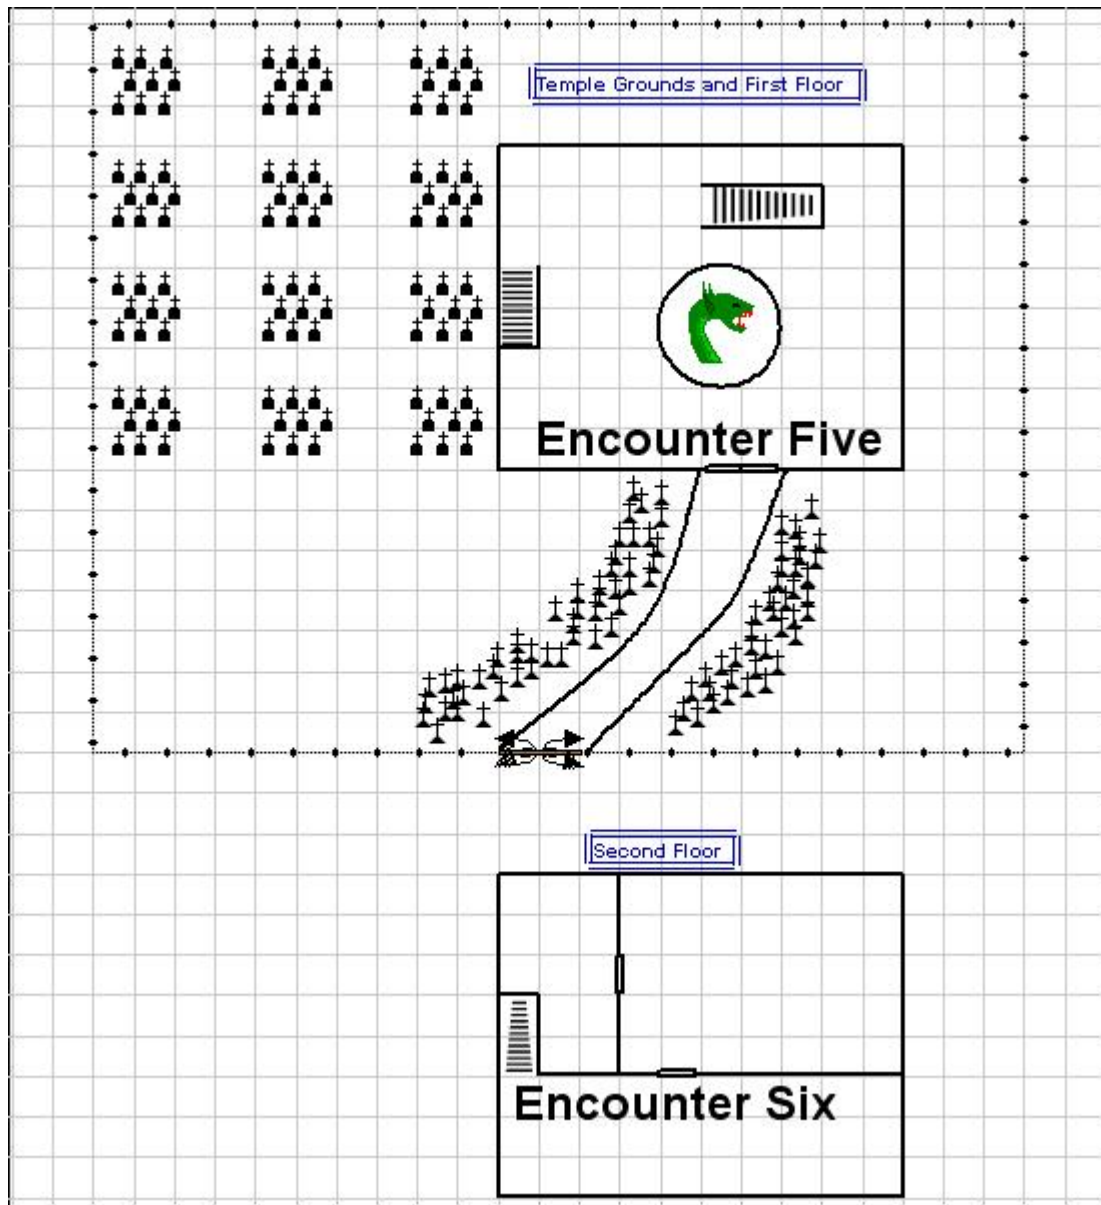 Temple Grounds and First Floor
Encounter Five
Second Floor
Encounter Six